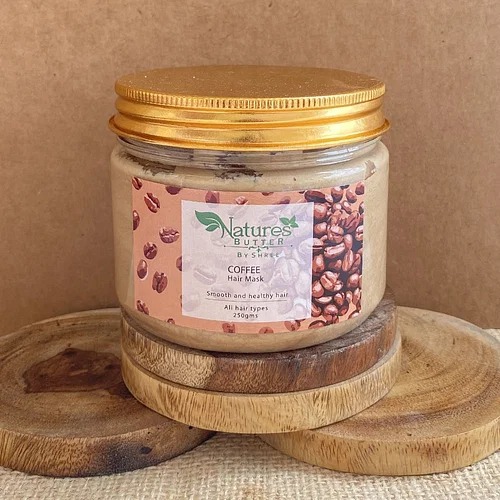 Natures
BUTTER
BY SHREE
COFFEE
Hair Mask
Smooth and healthy hair
All hair types
250gms